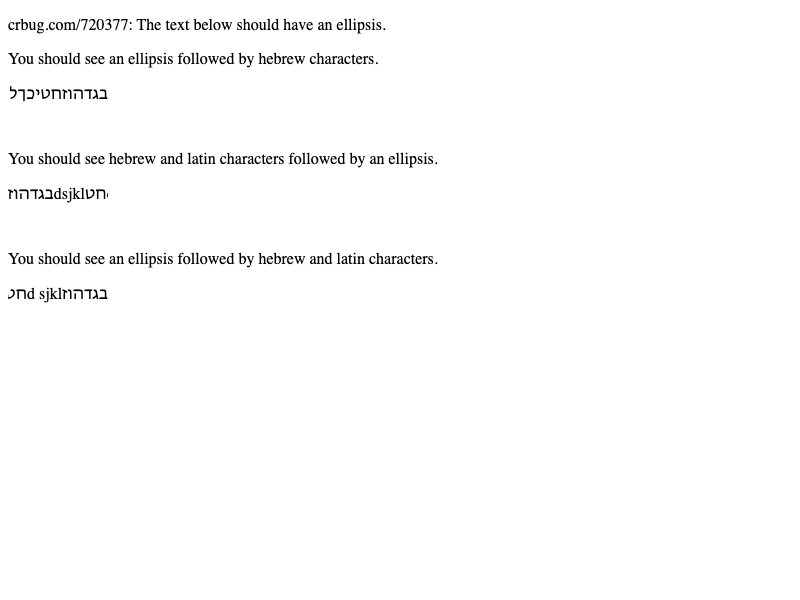 crbug.com/720377: The text below should have an ellipsis.
You should see an ellipsis followed by hebrew characters.
בגדהוזחטיכךל
You should see hebrew and latin characters followed by an ellipsis.
בגדהוזdsjklחט
You should see an ellipsis followed by hebrew and latin characters.
בגדהוזd sjklחט